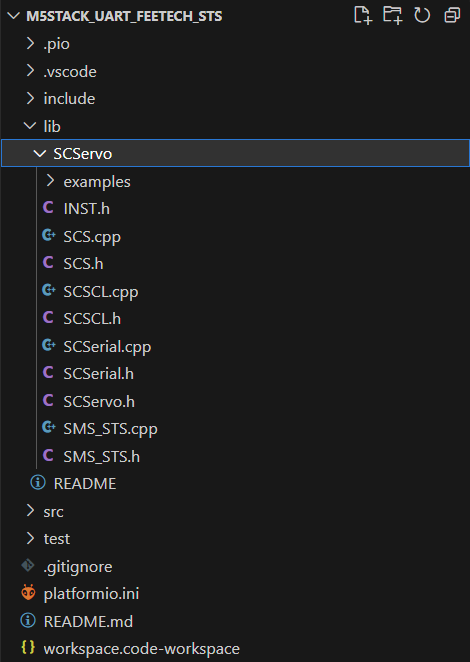 M5STACK_UART_FEETECH_STS
.pio
.vscode
include
lib
SCServo
examples
C INST.h
C+ SCS.cpp
C SCS.h
C+ SCSCL.cpp
C SCSCL.h
C+ SCSerial.cpp
C SCSerial.h
C SCServo.h
C+ SMS_STS.cpp
C SMS_STS.h
README
src
test
.gitignore
platformio.ini
README.md
{} workspace.code-workspace